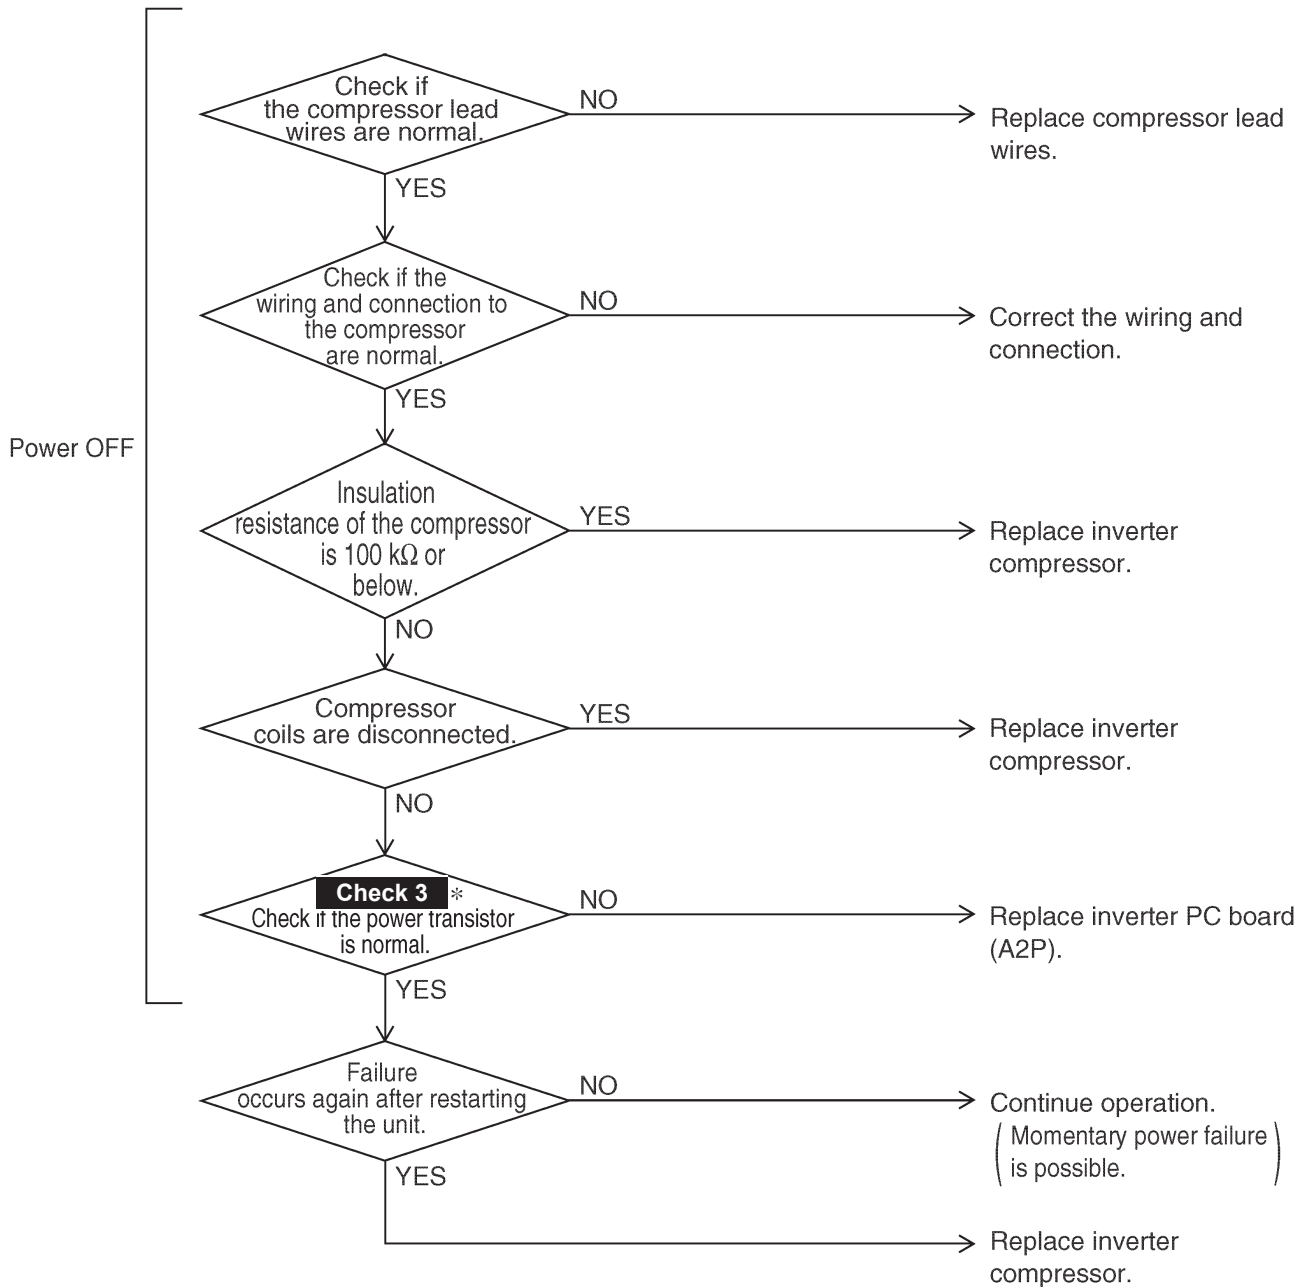 Check if
the compressor lead
wires are normal.
NO
Replace compressor lead
wires.
YES
Check if the
wiring and connection to
the compressor
are normal.
NO
Correct the wiring and
connection.
YES
Power OFF
Insulation
resistance of the compressor
is 100 kΩ or
below.
YES
Replace inverter
compressor.
NO
Compressor
coils are disconnected.
YES
Replace inverter
compressor.
NO
Check 3 *
Check if the power transistor
is normal.
NO
Replace inverter PC board
(A2P).
YES
Failure
occurs again after restarting
the unit.
NO
Continue operation.
(Momentary power failure
is possible.)
YES
Replace inverter
compressor.